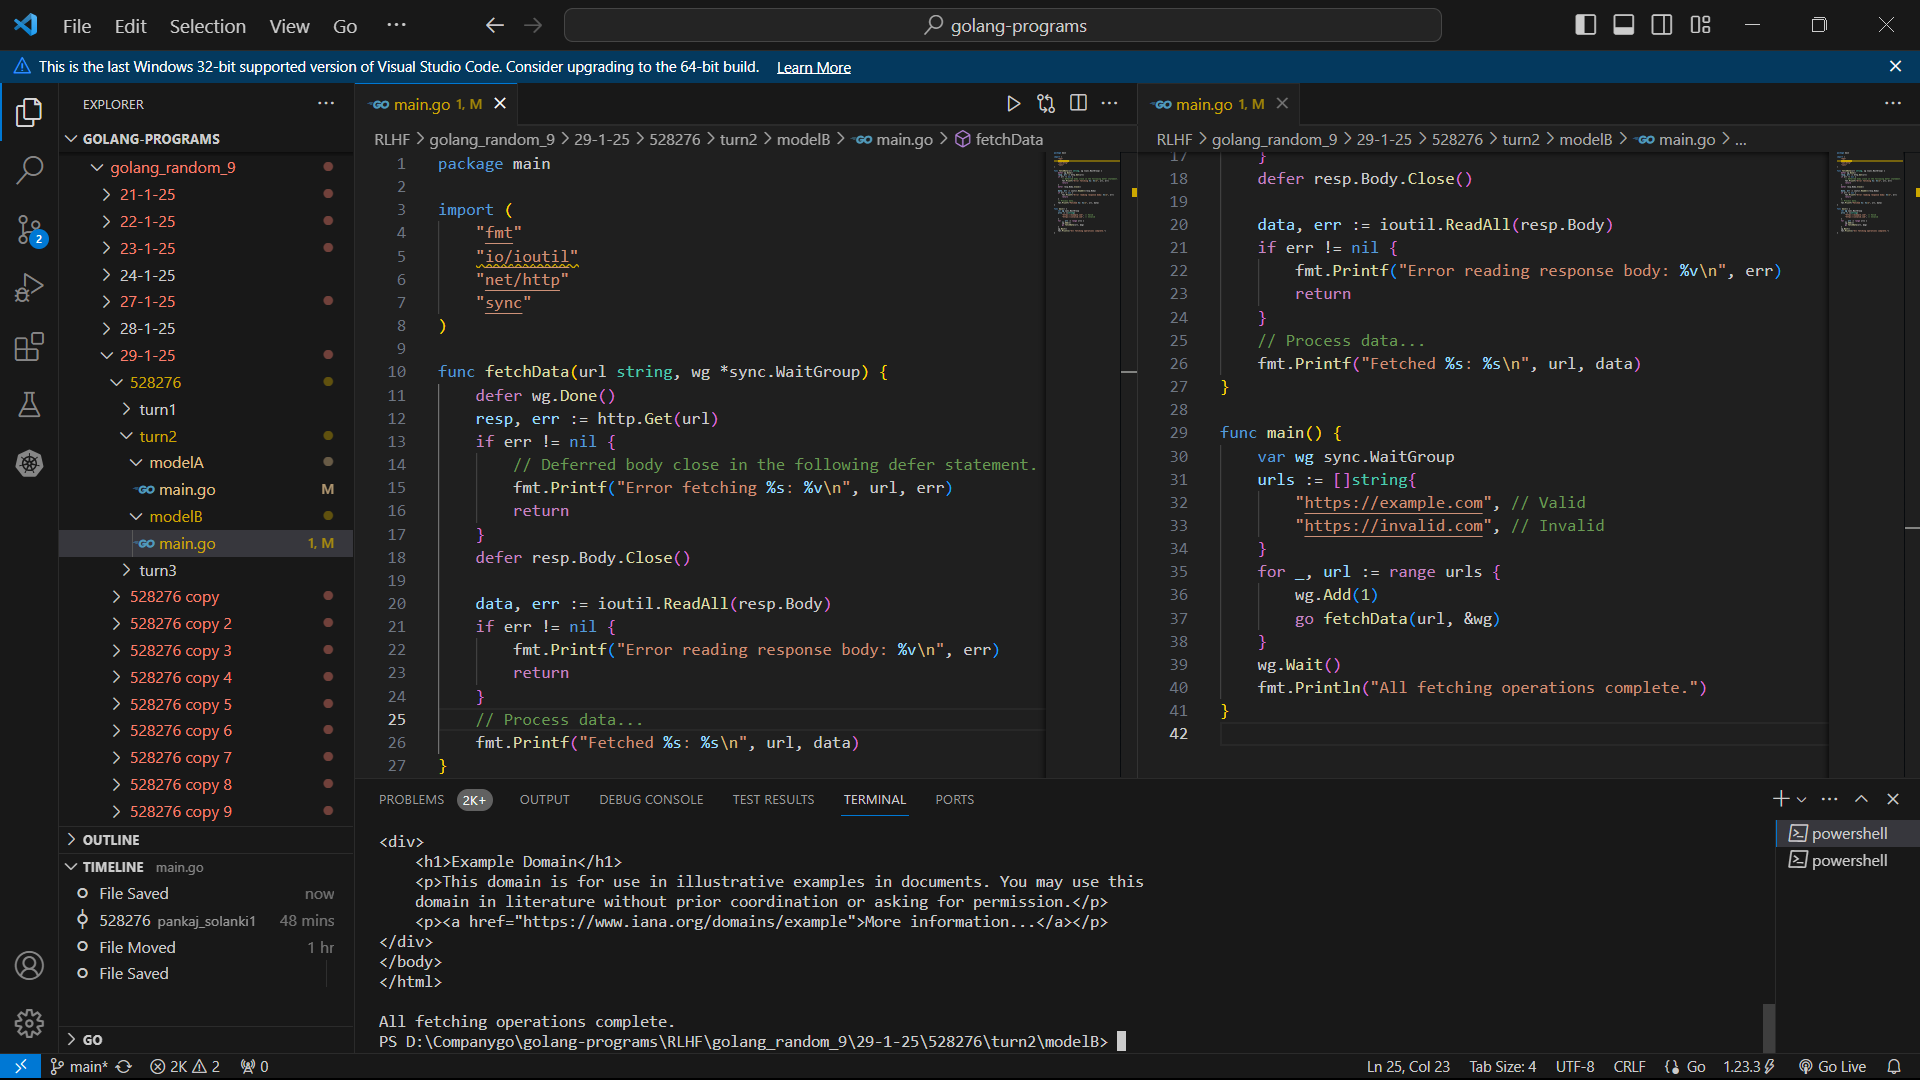 File Edit Selection View Go ··· golang-programs
This is the last Windows 32-bit supported version of Visual Studio Code. Consider upgrading to the 64-bit build. Learn More
EXPLORER
GOLANG-PROGRAMS
golang_random_9
21-1-25
22-1-25
23-1-25
24-1-25
27-1-25
28-1-25
29-1-25
528276
turn1
turn2
modelA
GO main.go M
modelB
GO main.go 1, M
turn3
528276 copy
528276 copy 2
528276 copy 3
528276 copy 4
528276 copy 5
528276 copy 6
528276 copy 7
528276 copy 8
528276 copy 9
OUTLINE
TIMELINE main.go
File Saved now
528276 pankaj_solanki1 48 mins
File Moved 1 hr
File Saved
GO
2
GO main.go 1, M
RLHF > golang_random_9 > 29-1-25 > 528276 > turn2 > modelB > GO main.go > fetchData
1 package main
2
3 import (
4 "fmt"
5 "io/ioutil"
6 "net/http"
7 "sync"
8 )
9
10 func fetchData(url string, wg *sync.WaitGroup) {
11 defer wg.Done()
12 resp, err := http.Get(url)
13 if err != nil {
14 // Deferred body close in the following defer statement.
15 fmt.Printf("Error fetching %s: %v\n", url, err)
16 return
17 }
18 defer resp.Body.Close()
19
20 data, err := ioutil.ReadAll(resp.Body)
21 if err != nil {
22 fmt.Printf("Error reading response body: %v\n", err)
23 return
24 }
25 // Process data...
26 fmt.Printf("Fetched %s: %s\n", url, data)
27 }
GO main.go 1, M
RLHF > golang_random_9 > 29-1-25 > 528276 > turn2 > modelB > GO main.go > ...
17 }
18 defer resp.Body.Close()
19
20 data, err := ioutil.ReadAll(resp.Body)
21 if err != nil {
22 fmt.Printf("Error reading response body: %v\n", err)
23 return
24 }
25 // Process data...
26 fmt.Printf("Fetched %s: %s\n", url, data)
27 }
28
29 func main() {
30 var wg sync.WaitGroup
31 urls := []string{
32 "https://example.com", // Valid
33 "https://invalid.com", // Invalid
34 }
35 for _, url := range urls {
36 wg.Add(1)
37 go fetchData(url, &wg)
38 }
39 wg.Wait()
40 fmt.Println("All fetching operations complete.")
41 }
42
PROBLEMS 2K+ OUTPUT DEBUG CONSOLE TEST RESULTS TERMINAL PORTS
<div>
<h1>Example Domain</h1>
<p>This domain is for use in illustrative examples in documents. You may use this
domain in literature without prior coordination or asking for permission.</p>
<p><a href="https://www.iana.org/domains/example">More information...</a></p>
</div>
</body>
</html>
All fetching operations complete.
PS D:\Companygo\golang-programs\RLHF\golang_random_9\29-1-25\528276\turn2\modelB>
powershell
powershell
main* 2K 2 0 Ln 25, Col 23 Tab Size: 4 UTF-8 CRLF Go 1.23.3 Go Live